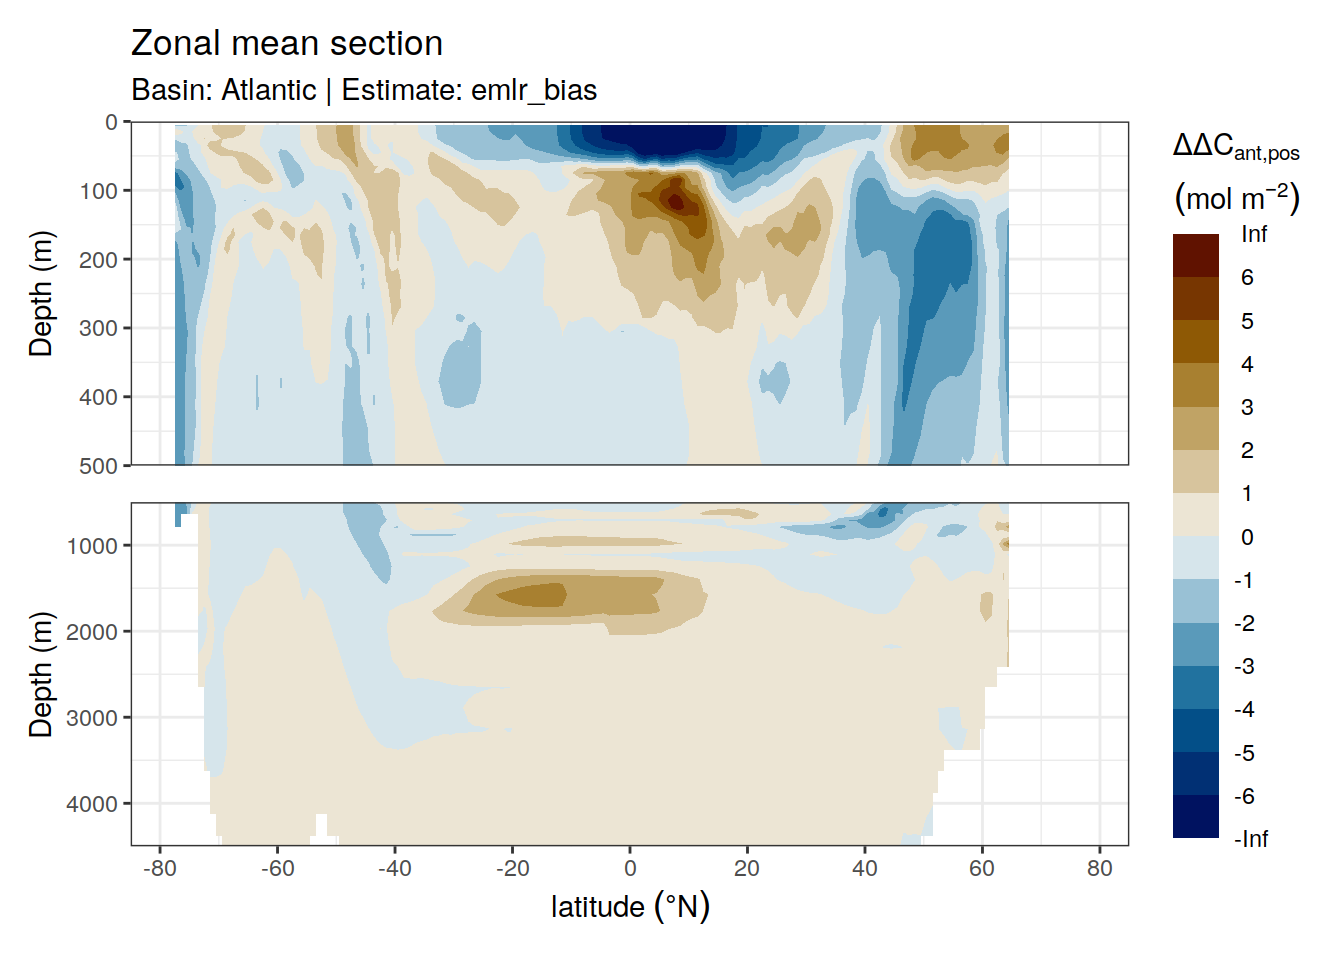 Zonal mean section
Basin: Atlantic | Estimate: emlr_bias
0
100
200
300
400
500
Depth (m)
1000
2000
3000
4000
Depth (m)
-80 -60 -40 -20 0 20 40 60 80
latitude (°N)
ΔΔCant,pos
(mol m−2)
Inf
6
5
4
3
2
1
0
-1
-2
-3
-4
-5
-6
-Inf